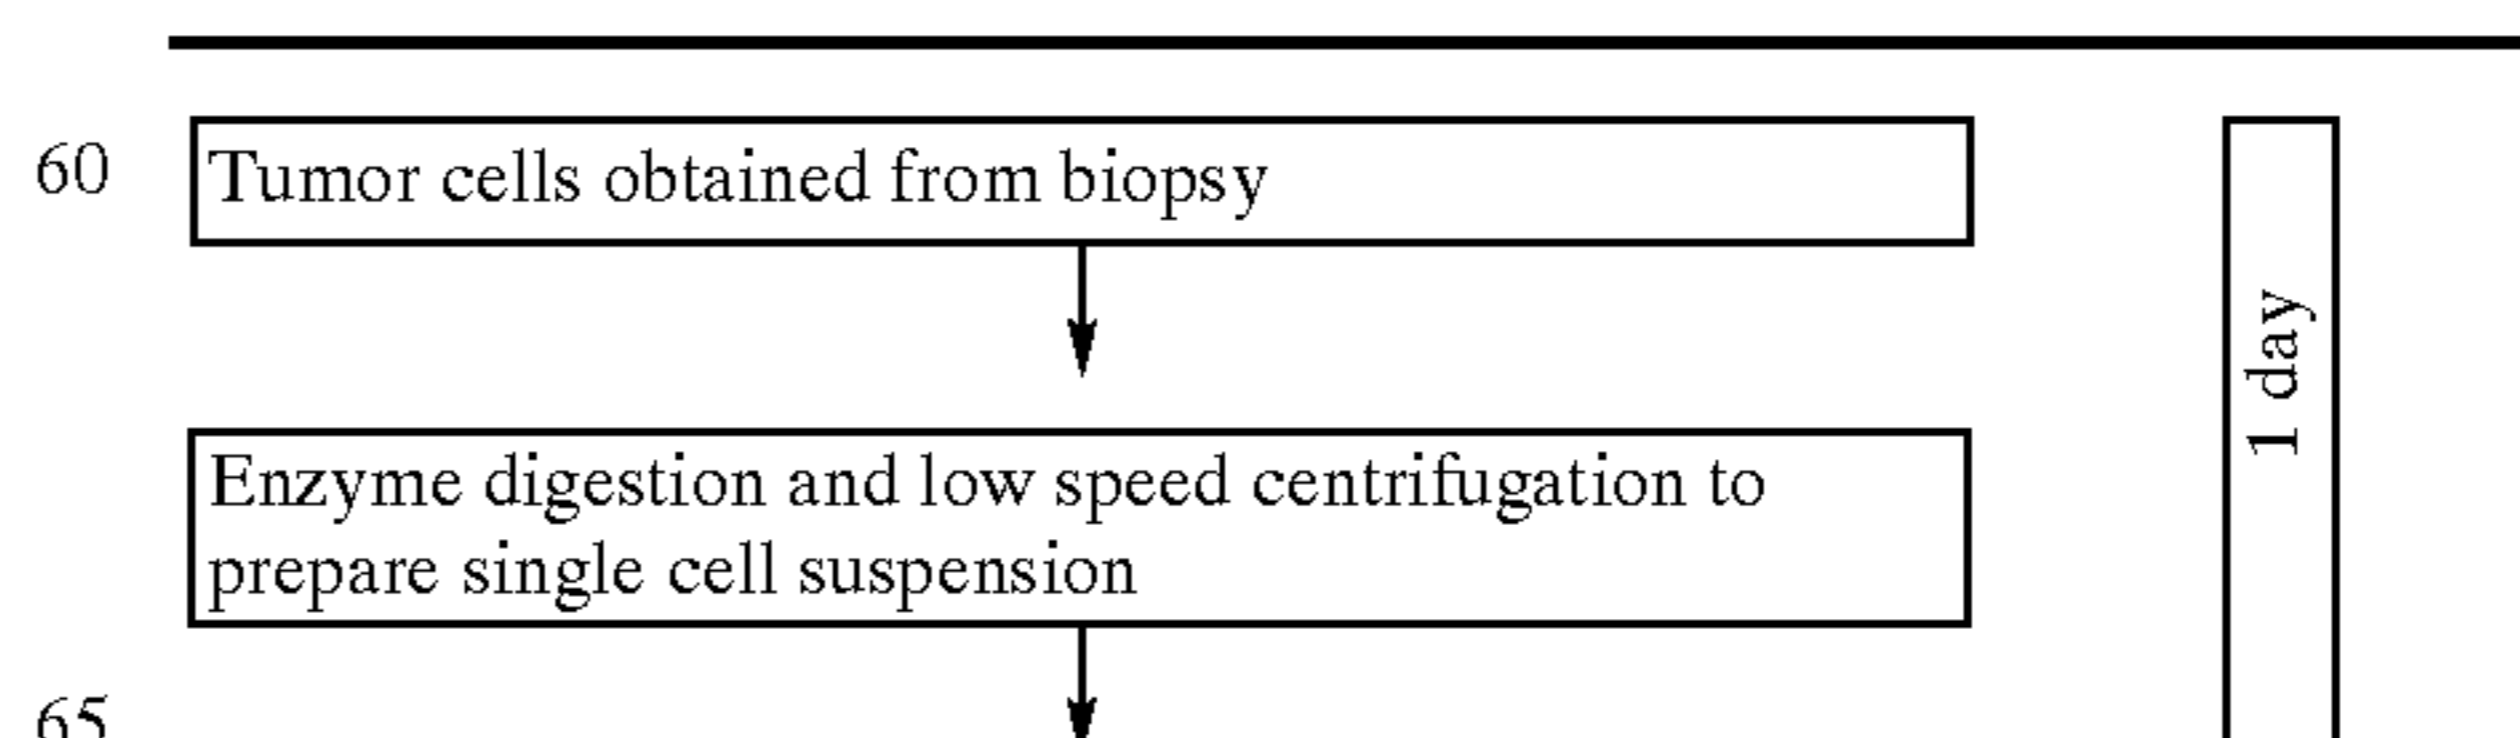 60
Tumor cells obtained from biopsy
1 day
Enzyme digestion and low speed centrifugation to
prepare single cell suspension
65